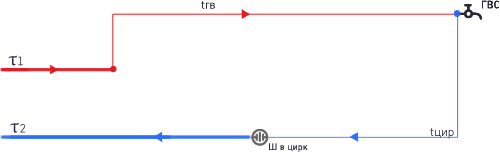 tгв
ГВС
τ1
τ2
Ш в цирк
tцир